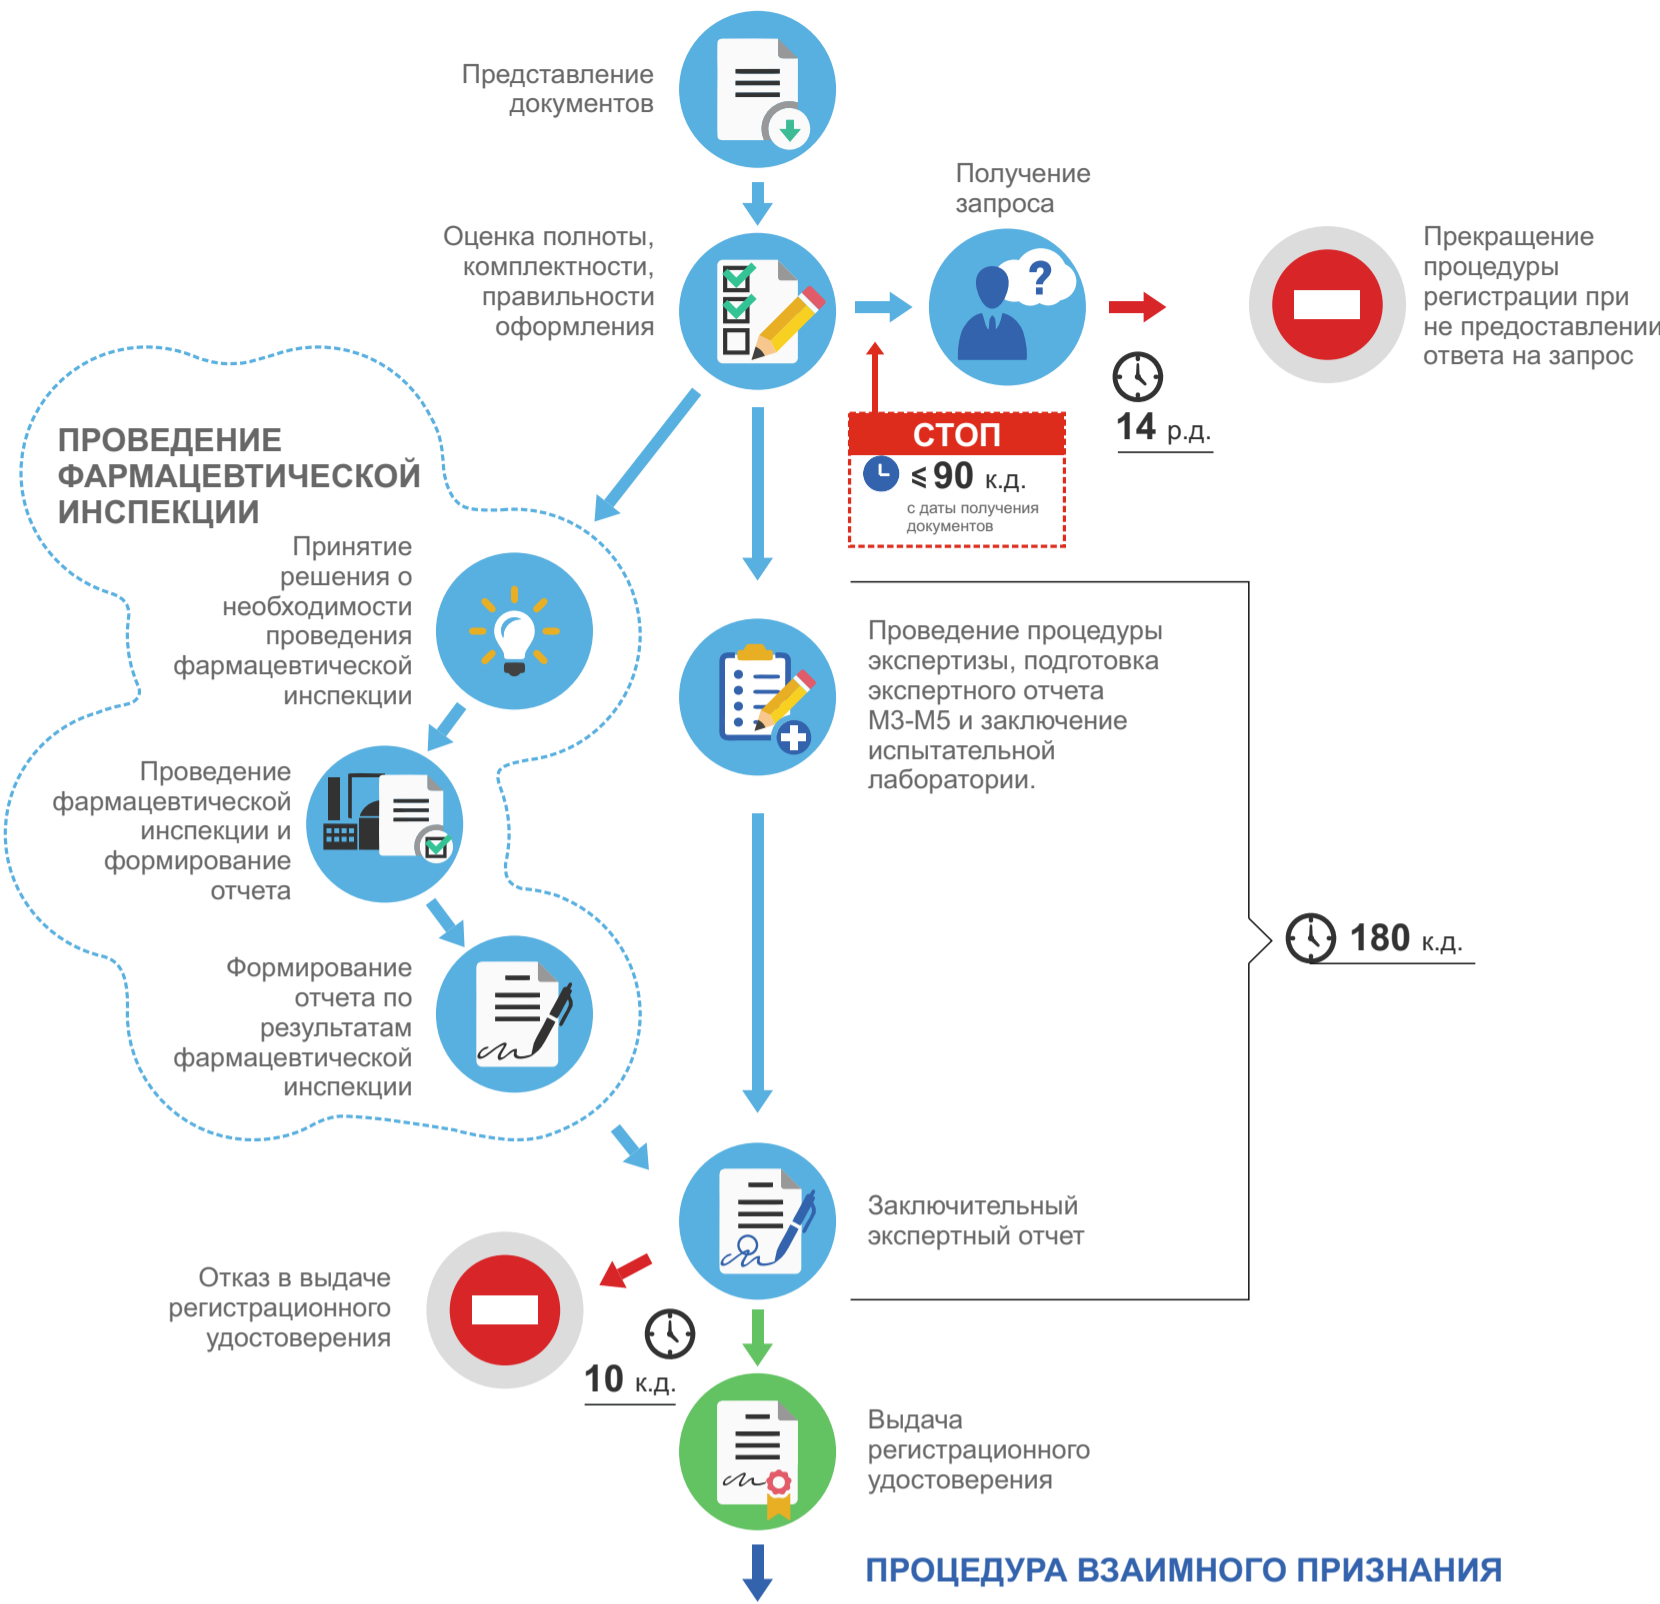 Представление
документов
Получение
запроса
Оценка полноты,
комплектности,
правильности
оформления
?
Прекращение
процедуры
регистрации при
не предоставлении
ответа на запрос
14 р.д.
СТОП
⩽ 90 к.д.
с даты получения
документов
ПРОВЕДЕНИЕ
ФАРМАЦЕВТИЧЕСКОЙ
ИНСПЕКЦИИ
Принятие
решения о
необходимости
проведения
фармацевтической
инспекции
Проведение процедуры
экспертизы, подготовка
экспертного отчета
М3-М5 и заключение
испытательной
лаборатории.
Проведение
фармацевтической
инспекции и
формирование
отчета
180 к.д.
Формирование
отчета по
результатам
фармацевтической
инспекции
Заключительный
экспертный отчет
Отказ в выдаче
регистрационного
удостоверения
10 к.д.
Выдача
регистрационного
удостоверения
ПРОЦЕДУРА ВЗАИМНОГО ПРИЗНАНИЯ